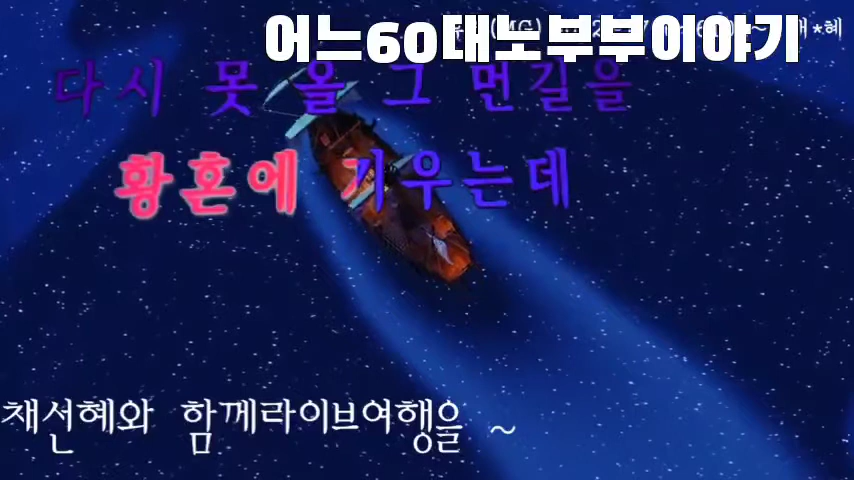 어느60대노부부이야기
다시 못 올 그 먼길을
황혼에 기우는데
채선혜와 함께라이브여행을 ~